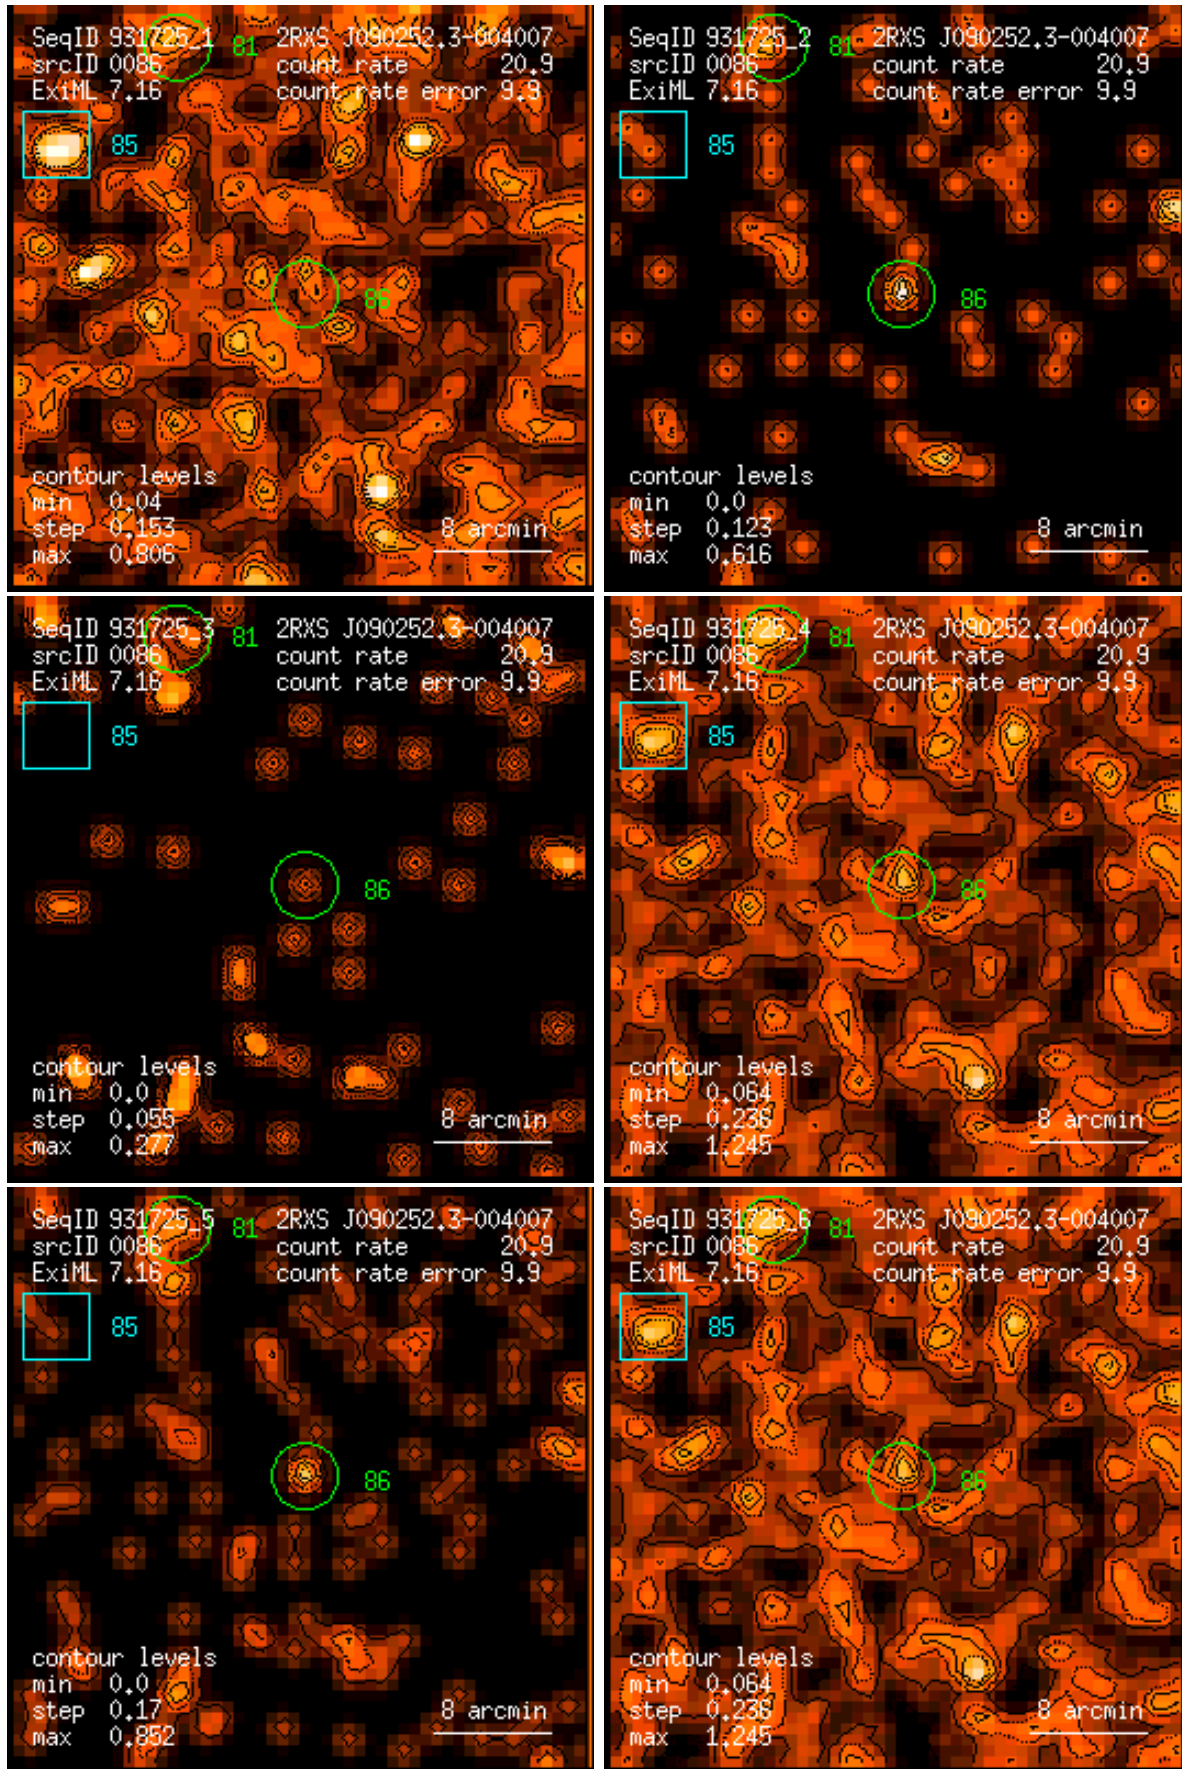 SeqID 931725_1 81 2RXS J090252.3-004007
srcID 0086 count rate 20.9
ExiML 7.16 count rate error 9.9
85
86
contour levels
min 0.04
step 0.153 8 arcmin
max 0.806
SeqID 931725_2 81 2RXS J090252.3-004007
srcID 0086 count rate 20.9
ExiML 7.16 count rate error 9.9
85
86
contour levels
min 0.0
step 0.123 8 arcmin
max 0.616
SeqID 931725_3 81 2RXS J090252.3-004007
srcID 0086 count rate 20.9
ExiML 7.16 count rate error 9.9
85
86
contour levels
min 0.0
step 0.055 8 arcmin
max 0.277
SeqID 931725_4 81 2RXS J090252.3-004007
srcID 0086 count rate 20.9
ExiML 7.16 count rate error 9.9
85
86
contour levels
min 0.064
step 0.236 8 arcmin
max 1.245
SeqID 931725_5 81 2RXS J090252.3-004007
srcID 0086 count rate 20.9
ExiML 7.16 count rate error 9.9
85
86
contour levels
min 0.0
step 0.17 8 arcmin
max 0.852
SeqID 931725_6 81 2RXS J090252.3-004007
srcID 0086 count rate 20.9
ExiML 7.16 count rate error 9.9
85
86
contour levels
min 0.064
step 0.236 8 arcmin
max 1.245